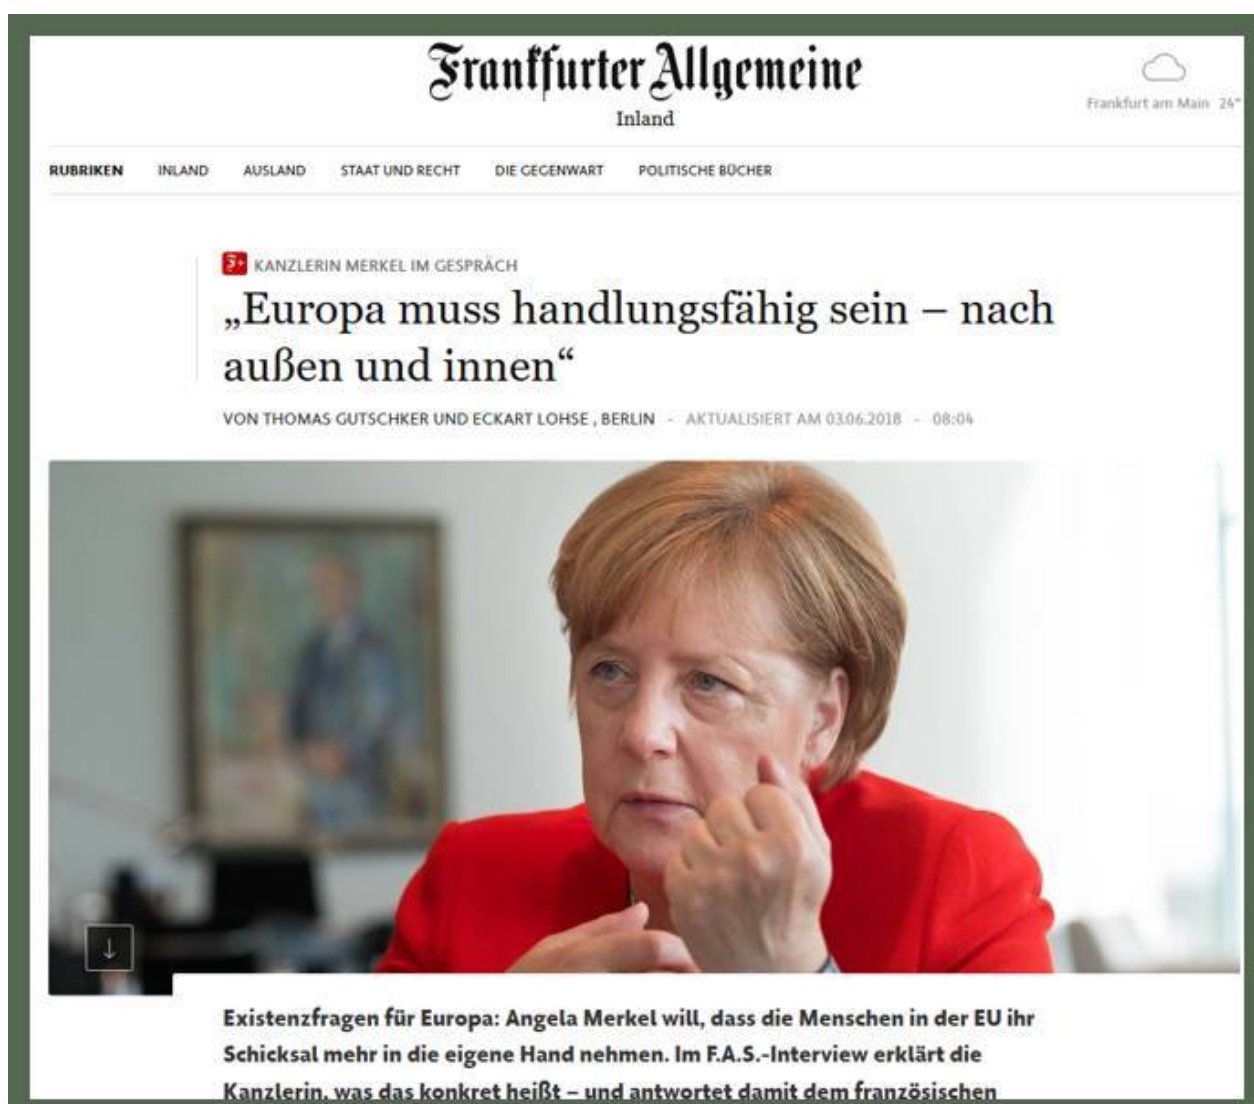 Frankfurter Allgemeine
Inland
Frankfurt am Main 24°
RUBRIKEN INLAND AUSLAND STAAT UND RECHT DIE GEGENWART POLITISCHE BÜCHER
F+ KANZLERIN MERKEL IM GESPRÄCH
„Europa muss handlungsfähig sein – nach
außen und innen“
VON THOMAS GUTSCHKER UND ECKART LOHSE , BERLIN - AKTUALISIERT AM 03.06.2018 - 08:04
Existenzfragen für Europa: Angela Merkel will, dass die Menschen in der EU ihr
Schicksal mehr in die eigene Hand nehmen. Im F.A.S.-Interview erklärt die
Kanzlerin, was das konkret heißt – und antwortet damit dem französischen